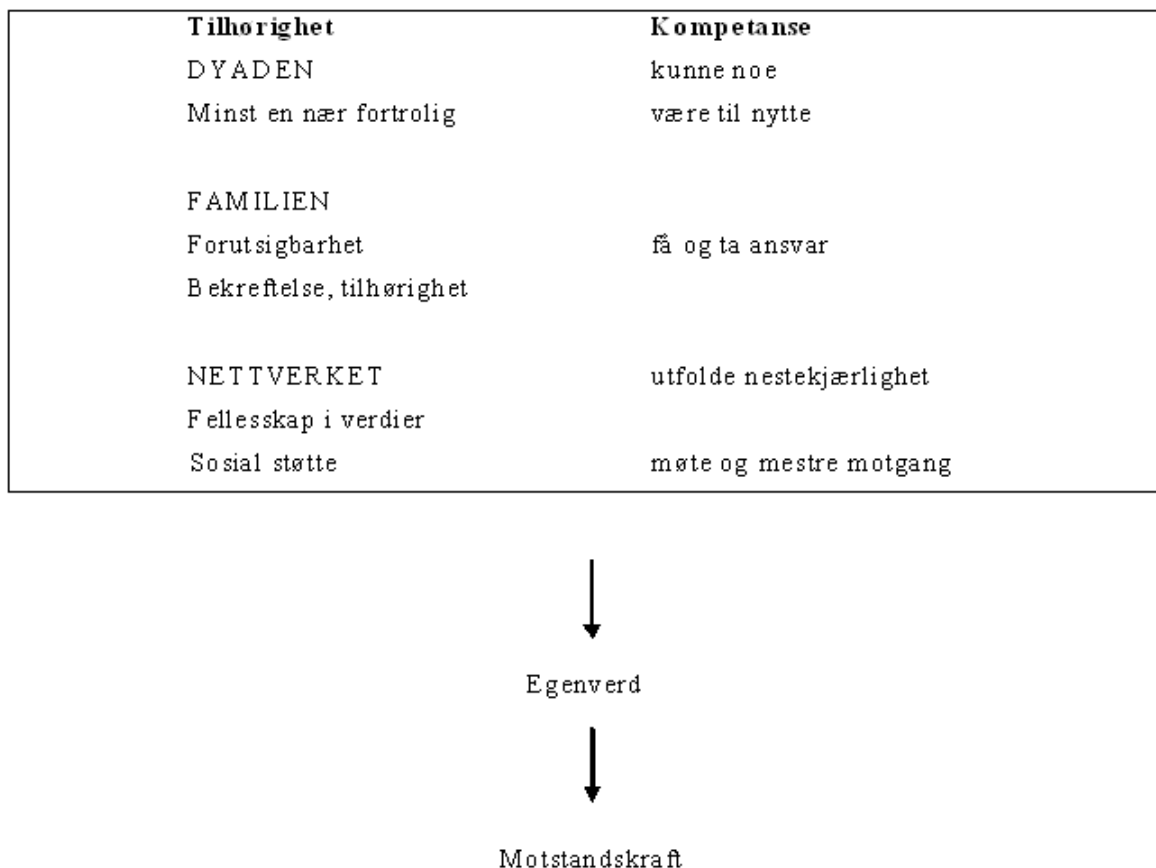 Tilhørighet Kompetanse
DYADEN kunne noe
Minst en nær fortrolig være til nytte
FAMILIEN
Forutsigbarhet få og ta ansvar
Bekreftelse, tilhørighet
NETTVERKET utfolde nestekjærlighet
Fellesskap i verdier
Sosial støtte møte og mestre motgang
Egenverd
Motstandskraft